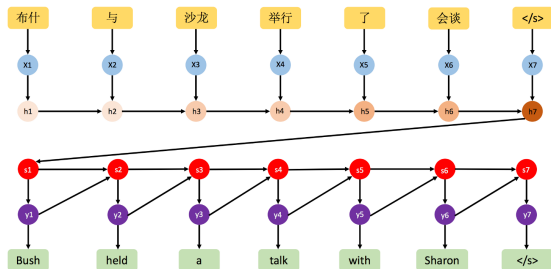 布什 与 沙龙 举行 了 会谈 </s>
X1 X2 X3 X4 X5 X6 X7
h1 h2 h3 h4 h5 h6 h7
s1 s2 s3 s4 s5 s6 s7
y1 y2 y3 y4 y5 y6 y7
Bush held a talk with Sharon </s>